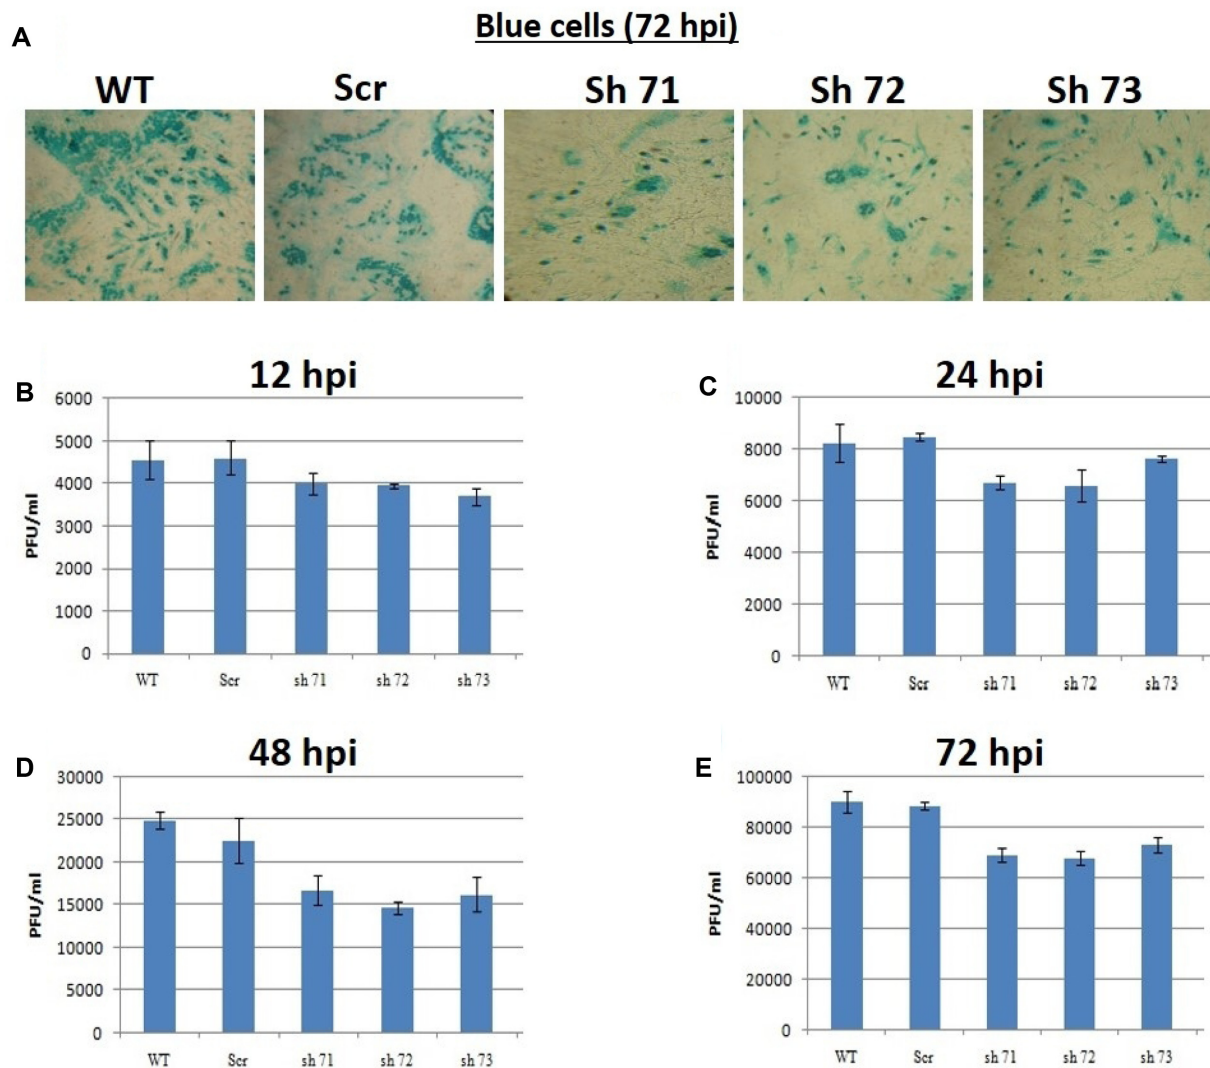 A
Blue cells (72 hpi)
WT Scr Sh 71 Sh 72 Sh 73
B
12 hpi
6000
5000
4000
3000
2000
1000
0
PFU/ml
WT Scr sh 71 sh 72 sh 73
C
24 hpi
10000
8000
6000
4000
2000
0
PFU/ml
WT Scr sh 71 sh 72 sh 73
D
48 hpi
30000
25000
20000
15000
10000
5000
0
PFU/ml
WT Scr sh 71 sh 72 sh 73
E
72 hpi
100000
80000
60000
40000
20000
0
PFU/ml
WT Scr sh 71 sh 72 sh 73